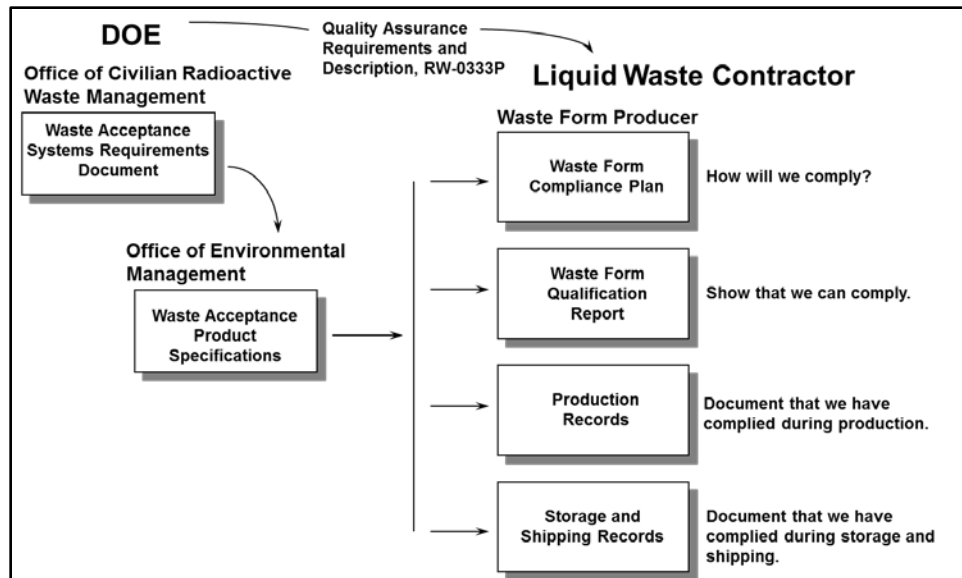 DOE
Quality Assurance
Requirements and
Description, RW-0333P
Office of Civilian Radioactive
Waste Management
Waste Acceptance
Systems Requirements
Document
Office of Environmental
Management
Waste Acceptance
Product
Specifications
Liquid Waste Contractor
Waste Form Producer
Waste Form
Compliance Plan
How will we comply?
Waste Form
Qualification
Report
Show that we can comply.
Production
Records
Document that we have
complied during production.
Storage and
Shipping Records
Document that we have
complied during storage and
shipping.